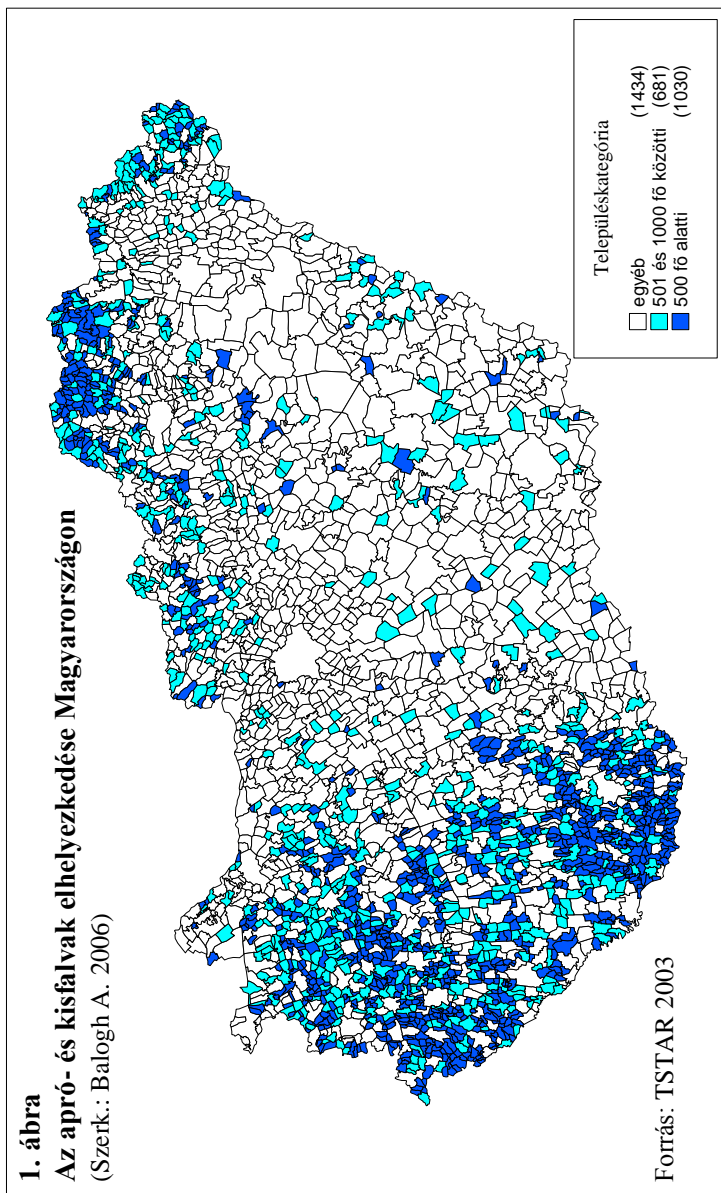 1. ábra
Az apró- és kisfalvak elhelyezkedése Magyarországon
(Szerk.: Balogh A. 2006)
Településkategória
egyéb (1434)
501 és 1000 fő közötti (681)
500 fő alatti (1030)
Forrás: TSTAR 2003